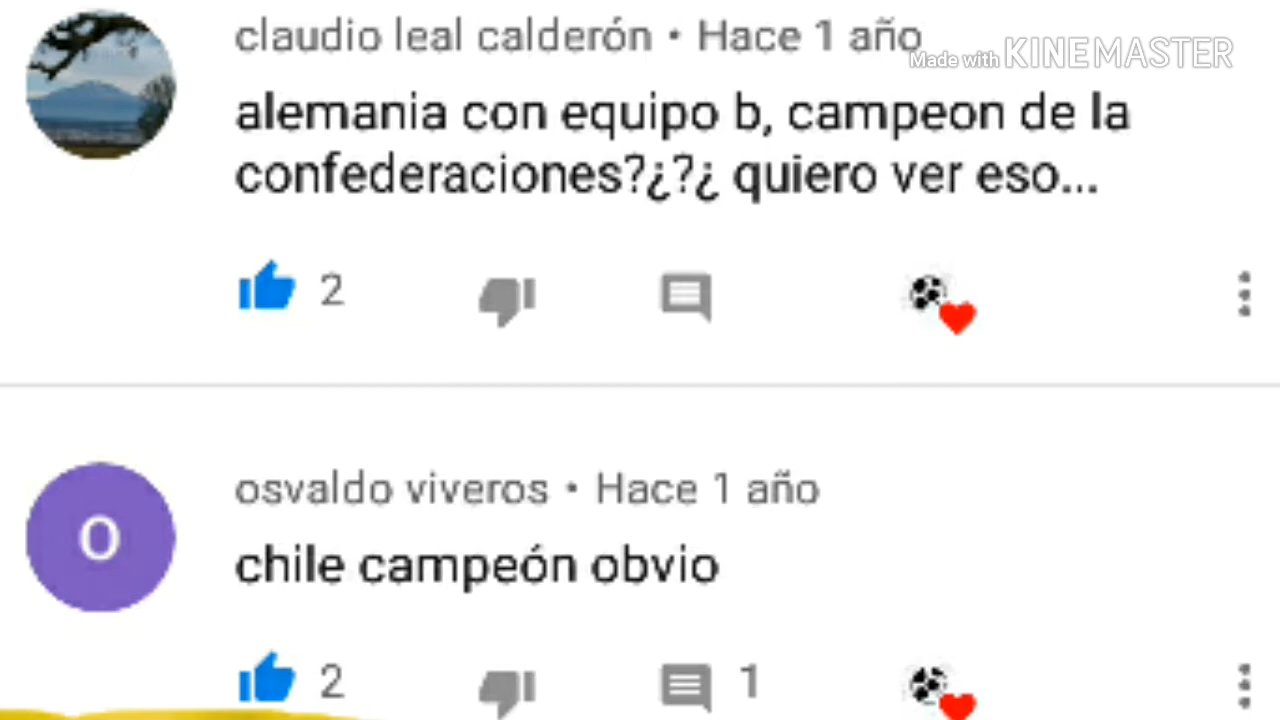 claudio leal calderón • Hace 1 año
Made with KINEMASTER
alemania con equipo b, campeon de la
confederaciones?¿?¿ quiero ver eso...
2
osvaldo viveros • Hace 1 año
O
chile campeón obvio
2 1